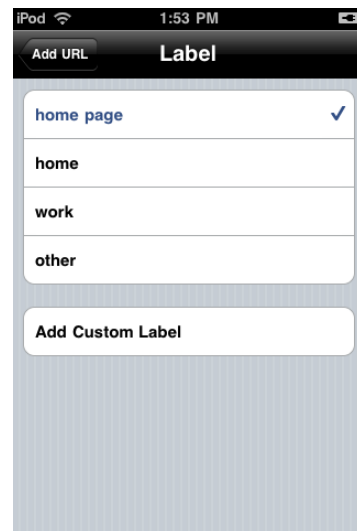 iPod 1:53 PM
Add URL Label
home page
home
work
other
Add Custom Label